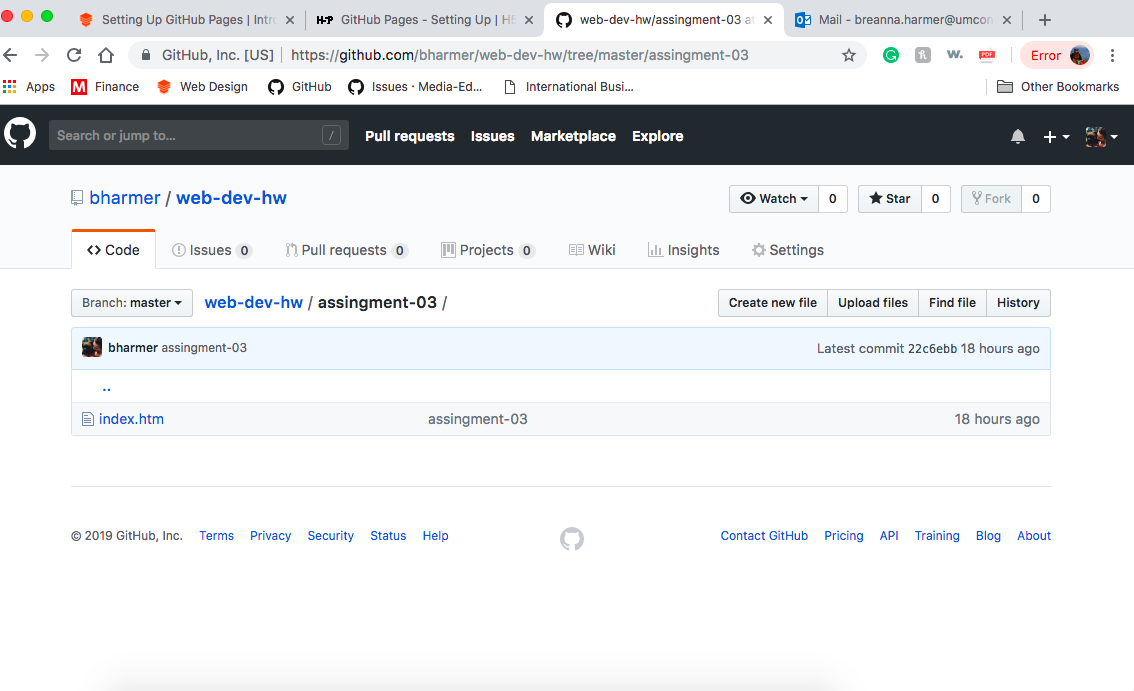 Setting Up GitHub Pages | Intro
H5P GitHub Pages - Setting Up | H5
web-dev-hw/assingment-03 at
Mail - breanna.harmer@umcon
GitHub, Inc. [US] | https://github.com/bharmer/web-dev-hw/tree/master/assingment-03
w. PDF Error
Apps M Finance Web Design GitHub Issues · Media-Ed... International Busi... Other Bookmarks
Search or jump to... / Pull requests Issues Marketplace Explore
bharmer / web-dev-hw
Watch 0 Star 0 Fork 0
Code Issues 0 Pull requests 0 Projects 0 Wiki Insights Settings
Branch: master web-dev-hw / assingment-03 / Create new file Upload files Find file History
bharmer assingment-03 Latest commit 22c6ebb 18 hours ago
..
index.htm assingment-03 18 hours ago
© 2019 GitHub, Inc. Terms Privacy Security Status Help Contact GitHub Pricing API Training Blog About